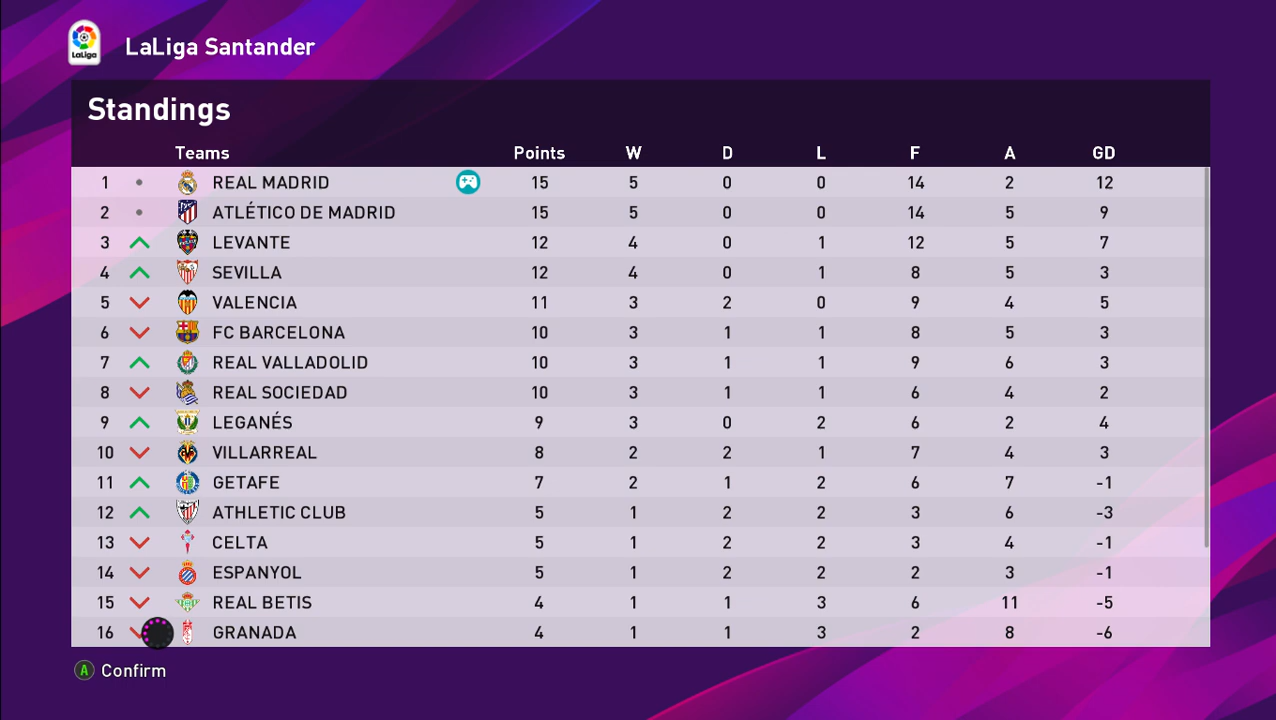 LaLiga
LaLiga Santander
Standings
Teams Points W D L F A GD
1 REAL MADRID 15 5 0 0 14 2 12
2 ATLÉTICO DE MADRID 15 5 0 0 14 5 9
3 LEVANTE 12 4 0 1 12 5 7
4 SEVILLA 12 4 0 1 8 5 3
5 VALENCIA 11 3 2 0 9 4 5
6 FC BARCELONA 10 3 1 1 8 5 3
7 REAL VALLADOLID 10 3 1 1 9 6 3
8 REAL SOCIEDAD 10 3 1 1 6 4 2
9 LEGANÉS 9 3 0 2 6 2 4
10 VILLARREAL 8 2 2 1 7 4 3
11 GETAFE 7 2 1 2 6 7 -1
12 ATHLETIC CLUB 5 1 2 2 3 6 -3
13 CELTA 5 1 2 2 3 4 -1
14 ESPANYOL 5 1 2 2 2 3 -1
15 REAL BETIS 4 1 1 3 6 11 -5
16 GRANADA 4 1 1 3 2 8 -6
A Confirm